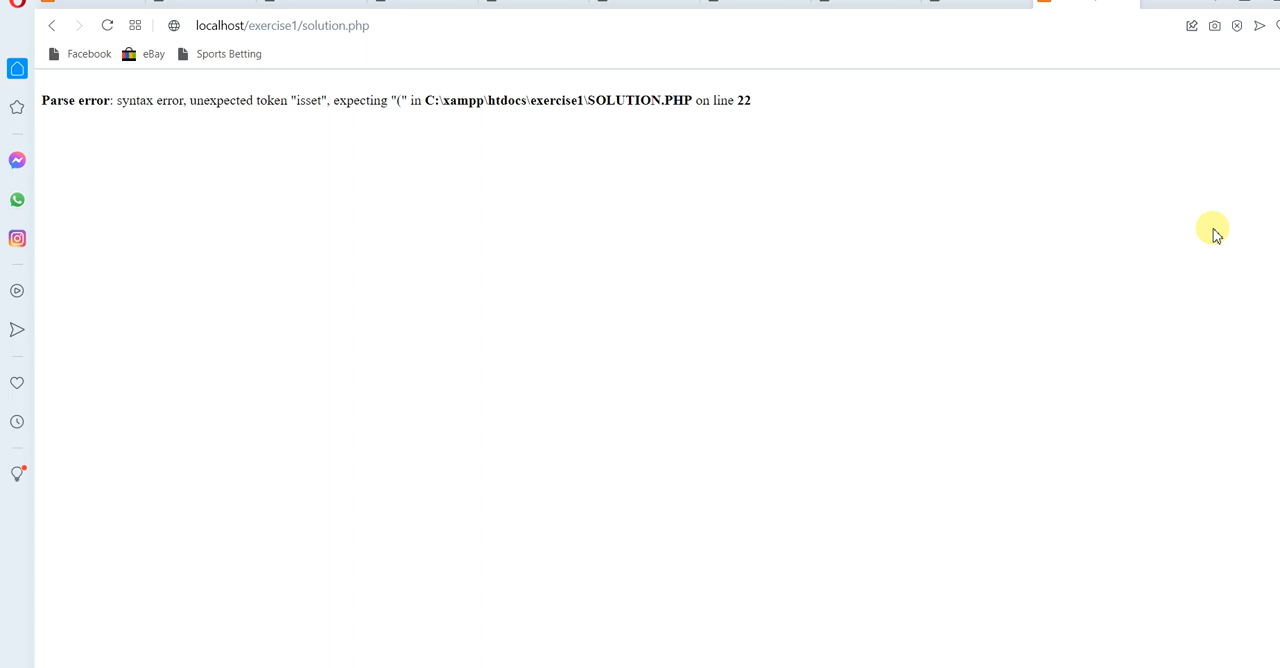 localhost/exercise1/solution.php
Facebook eBay Sports Betting
Parse error: syntax error, unexpected token "isset", expecting "(" in C:\xampp\htdocs\exercise1\SOLUTION.PHP on line 22